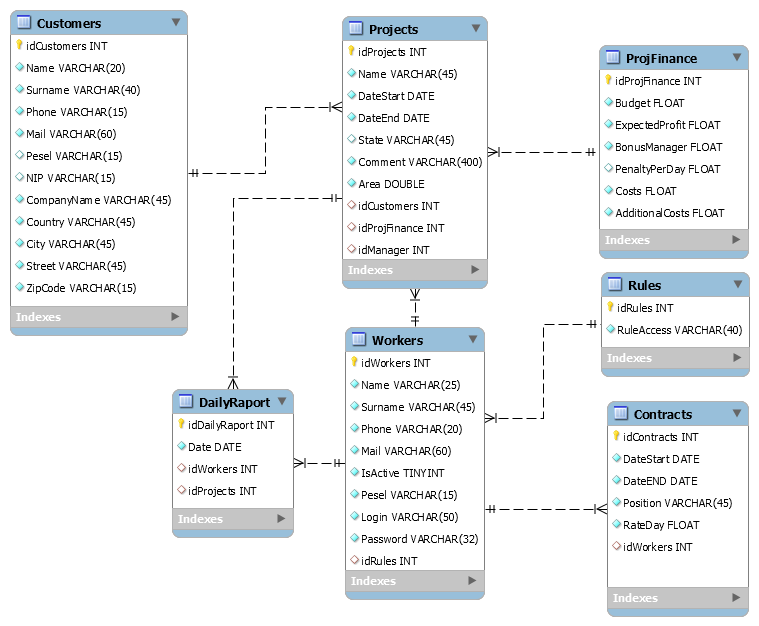 Customers
idCustomers INT
Name VARCHAR(20)
Surname VARCHAR(40)
Phone VARCHAR(15)
Mail VARCHAR(60)
Pesel VARCHAR(15)
NIP VARCHAR(15)
CompanyName VARCHAR(45)
Country VARCHAR(45)
City VARCHAR(45)
Street VARCHAR(45)
ZipCode VARCHAR(15)
Indexes
Projects
idProjects INT
Name VARCHAR(45)
DateStart DATE
DateEnd DATE
State VARCHAR(45)
Comment VARCHAR(400)
Area DOUBLE
idCustomers INT
idProjFinance INT
idManager INT
Indexes
ProjFinance
idProjFinance INT
Budget FLOAT
ExpectedProfit FLOAT
BonusManager FLOAT
PenaltyPerDay FLOAT
Costs FLOAT
AdditionalCosts FLOAT
Indexes
Rules
idRules INT
RuleAccess VARCHAR(40)
Indexes
Workers
idWorkers INT
Name VARCHAR(25)
Surname VARCHAR(45)
Phone VARCHAR(20)
Mail VARCHAR(60)
IsActive TINYINT
Pesel VARCHAR(15)
Login VARCHAR(50)
Password VARCHAR(32)
idRules INT
Indexes
DailyRaport
idDailyRaport INT
Date DATE
idWorkers INT
idProjects INT
Indexes
Contracts
idContracts INT
DateStart DATE
DateEND DATE
Position VARCHAR(45)
RateDay FLOAT
idWorkers INT
Indexes